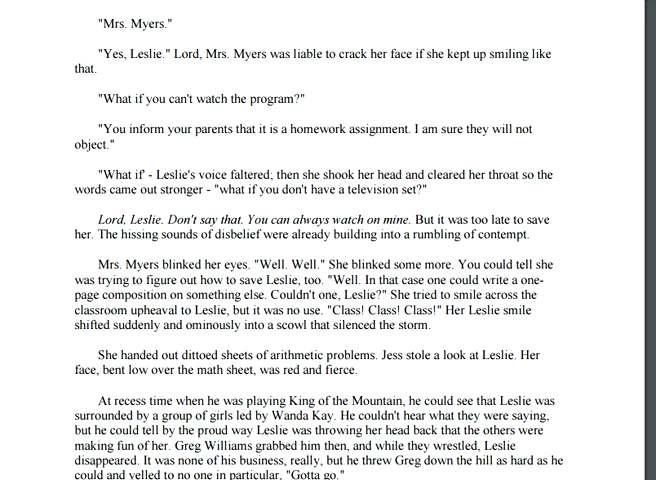 "Mrs. Myers."
"Yes, Leslie." Lord, Mrs. Myers was liable to crack her face if she kept up smiling like
that.
"What if you can't watch the program?"
"You inform your parents that it is a homework assignment. I am sure they will not
object."
"What if' - Leslie's voice faltered; then she shook her head and cleared her throat so the
words came out stronger - "what if you don't have a television set?"
Lord, Leslie. Don't say that. You can always watch on mine. But it was too late to save
her. The hissing sounds of disbelief were already building into a rumbling of contempt.
Mrs. Myers blinked her eyes. "Well. Well." She blinked some more. You could tell she
was trying to figure out how to save Leslie, too. "Well. In that case one could write a one-
page composition on something else. Couldn't one, Leslie?" She tried to smile across the
classroom upheaval to Leslie, but it was no use. "Class! Class! Class!" Her Leslie smile
shifted suddenly and ominously into a scowl that silenced the storm.
She handed out dittoed sheets of arithmetic problems. Jess stole a look at Leslie. Her
face, bent low over the math sheet, was red and fierce.
At recess time when he was playing King of the Mountain, he could see that Leslie was
surrounded by a group of girls led by Wanda Kay. He couldn't hear what they were saying,
but he could tell by the proud way Leslie was throwing her head back that the others were
making fun of her. Greg Williams grabbed him then, and while they wrestled, Leslie
disappeared. It was none of his business, really, but he threw Greg down the hill as hard as he
could and yelled to no one in particular, "Gotta go."